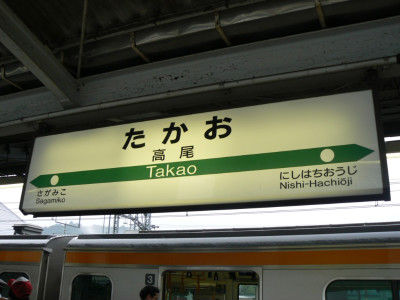 たかお
高尾
Takao
さがみこ
Sagamiko
にしはちおうじ
Nishi-Hachiōji
3